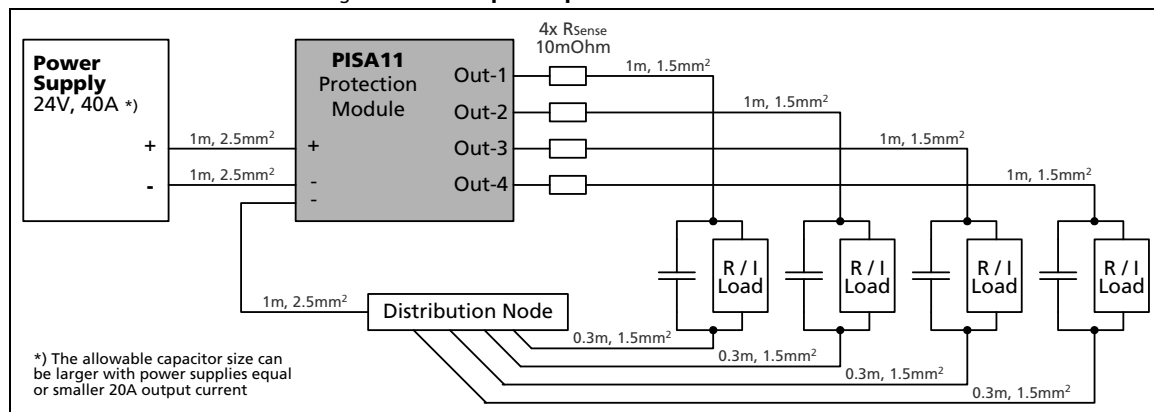 Power
Supply
24V, 40A *)
+
-
1m, 2.5mm²
1m, 2.5mm²
PISA11
Protection
Module
+
-
-
Out-1
Out-2
Out-3
Out-4
4x RSense
10mOhm
1m, 1.5mm²
1m, 1.5mm²
1m, 1.5mm²
1m, 1.5mm²
R / I
Load
R / I
Load
R / I
Load
R / I
Load
1m, 2.5mm²
Distribution Node
0.3m, 1.5mm²
0.3m, 1.5mm²
0.3m, 1.5mm²
0.3m, 1.5mm²
*) The allowable capacitor size can
be larger with power supplies equal
or smaller 20A output current